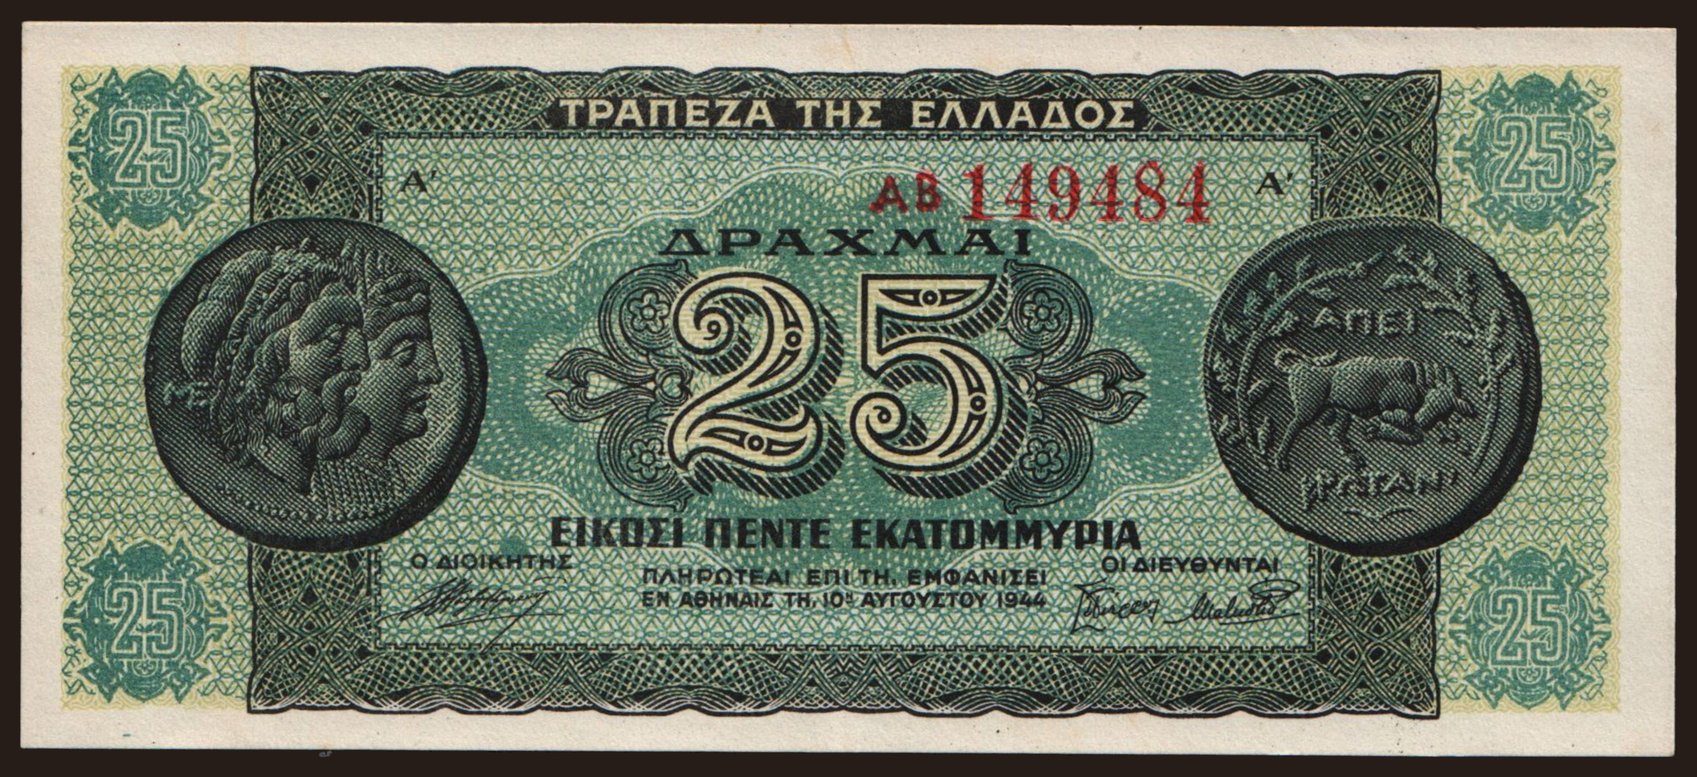 ΤΡΑΠΕΖΑ ΤΗΣ ΕΛΛΑΔΟΣ
25 25
Α' ΑΒ 149484 Α'
ΔΡΑΧΜΑΙ
25
ΑΠΕΙ
ΡΩΤΑΝ
ΕΙΚΟΣΙ ΠΕΝΤΕ ΕΚΑΤΟΜΜΥΡΙΑ
Ο ΔΙΟΙΚΗΤΗΣ ΟΙ ΔΙΕΥΘΥΝΤΑΙ
ΠΛΗΡΩΤΕΑΙ ΕΠΙ ΤΗ, ΕΜΦΑΝΙΣΕΙ
ΕΝ ΑΘΗΝΑΙΣ ΤΗ, 10Η ΑΥΓΟΥΣΤΟΥ 1944
25 25